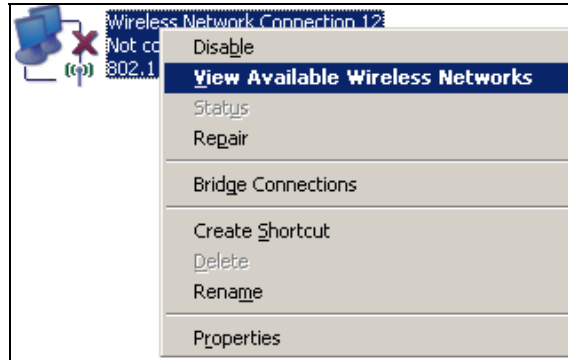 Wireless Network Connection 12
Not co
802.1
Disable
View Available Wireless Networks
Status
Repair
Bridge Connections
Create Shortcut
Delete
Rename
Properties